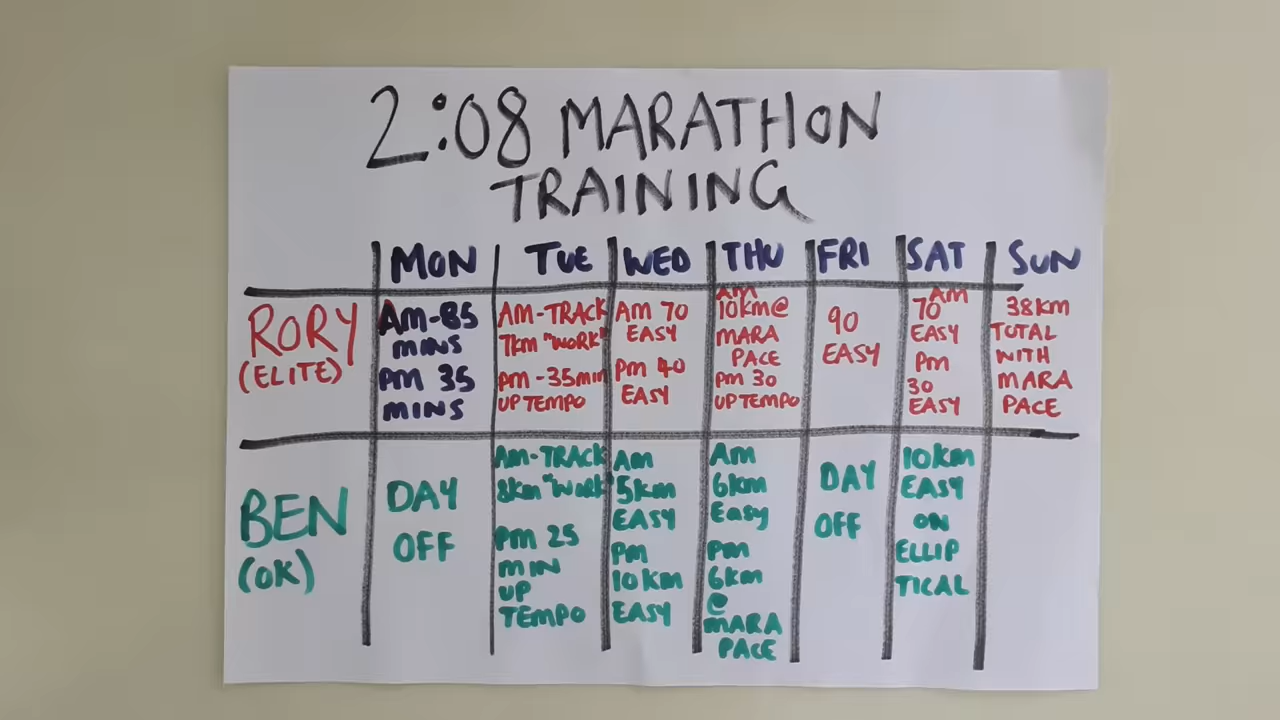 2:08 MARATHON
TRAINING
MON TUE WED THU FRI SAT SUN
RORY
(ELITE)
AM-85
MINS
PM 35
MINS
AM-TRACK
7KM "WORK"
PM-35MIN
UPTEMPO
AM 70
EASY
PM 40
EASY
AM
10KM@
MARA
PACE
PM 30
UPTEMPO
90
EASY
AM
70
EASY
PM
30
EASY
38KM
TOTAL
WITH
MARA
PACE
BEN
(OK)
DAY
OFF
AM-TRACK
8KM "WORK"
PM 25
MIN
UP
TEMPO
AM
5KM
EASY
PM
10KM
EASY
AM
6KM
EASY
PM
6KM
@
MARA
PACE
DAY
OFF
10KM
EASY
ON
ELLIP
TICAL